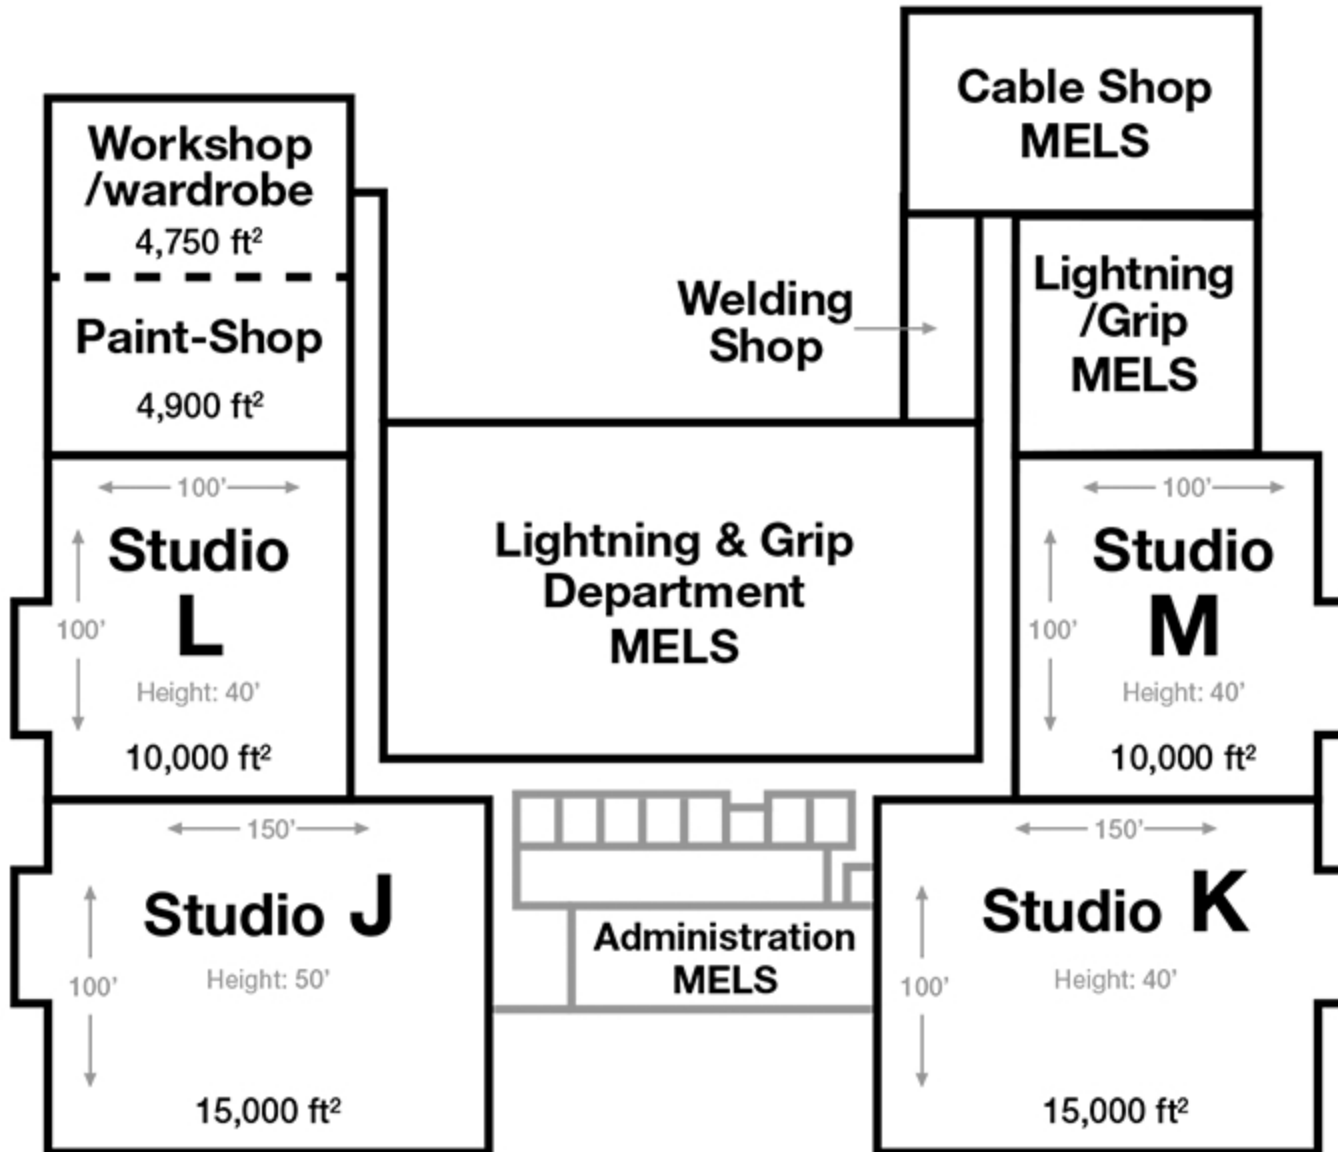 Cable Shop
MELS
Workshop
/wardrobe
4,750 ft²
Paint-Shop
4,900 ft²
Welding
Shop
Lightning
/Grip
MELS
100’
Studio
L
100’
Height: 40’
10,000 ft²
Lightning & Grip
Department
MELS
100’
Studio
M
100’
Height: 40’
10,000 ft²
150’
Studio J
Height: 50’
100’
15,000 ft²
Administration
MELS
150’
Studio K
Height: 40’
100’
15,000 ft²